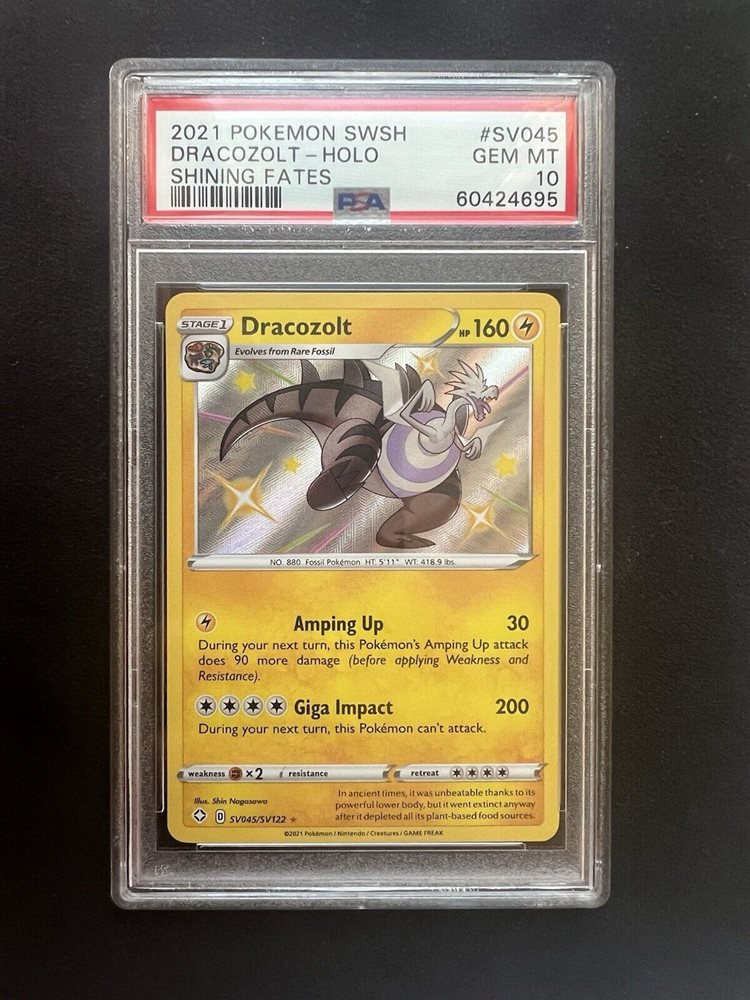 2021 POKEMON SWSH #SV045
DRACOZOLT - HOLO GEM MT
SHINING FATES 10
PSA 60424695
STAGE 1 Dracozolt HP 160
Evolves from Rare Fossil
NO. 880 Fossil Pokémon HT: 5'11" WT: 418.9 lbs.
Amping Up 30
During your next turn, this Pokémon's Amping Up attack
does 90 more damage (before applying Weakness and
Resistance).
Giga Impact 200
During your next turn, this Pokémon can't attack.
weakness ×2 resistance retreat
In ancient times, it was unbeatable thanks to its
Illus. Shin Nagasawa powerful lower body, but it went extinct anyway
D SV045/SV122 ★ after it depleted all its plant-based food sources.
©2021 Pokémon / Nintendo / Creatures / GAME FREAK